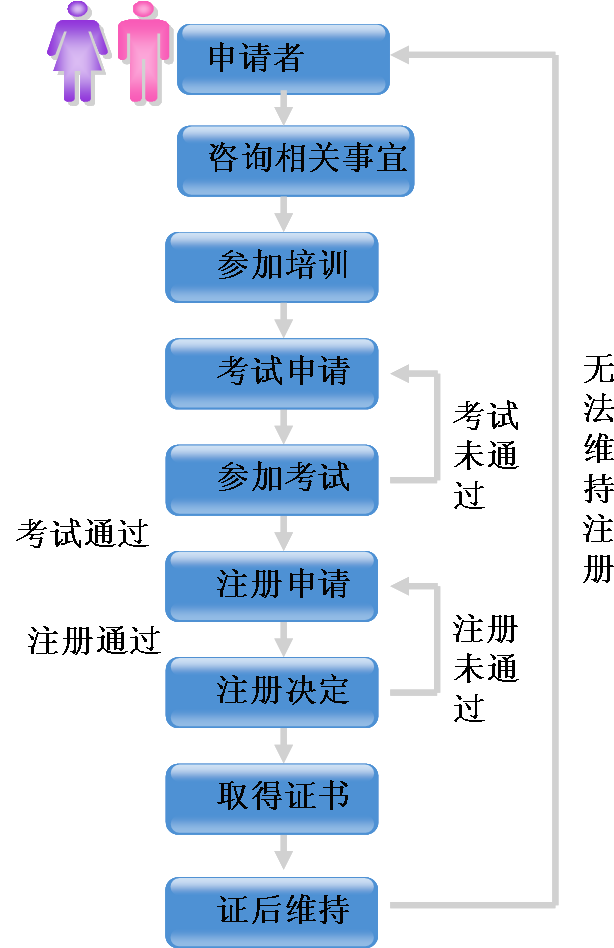 申请者
咨询相关事宜
参加培训
考试申请
考试
未通
过
参加考试
考试通过
注册申请
注册
未通
过
注册通过
注册决定
取得证书
证后维持
无
法
维
持
注
册